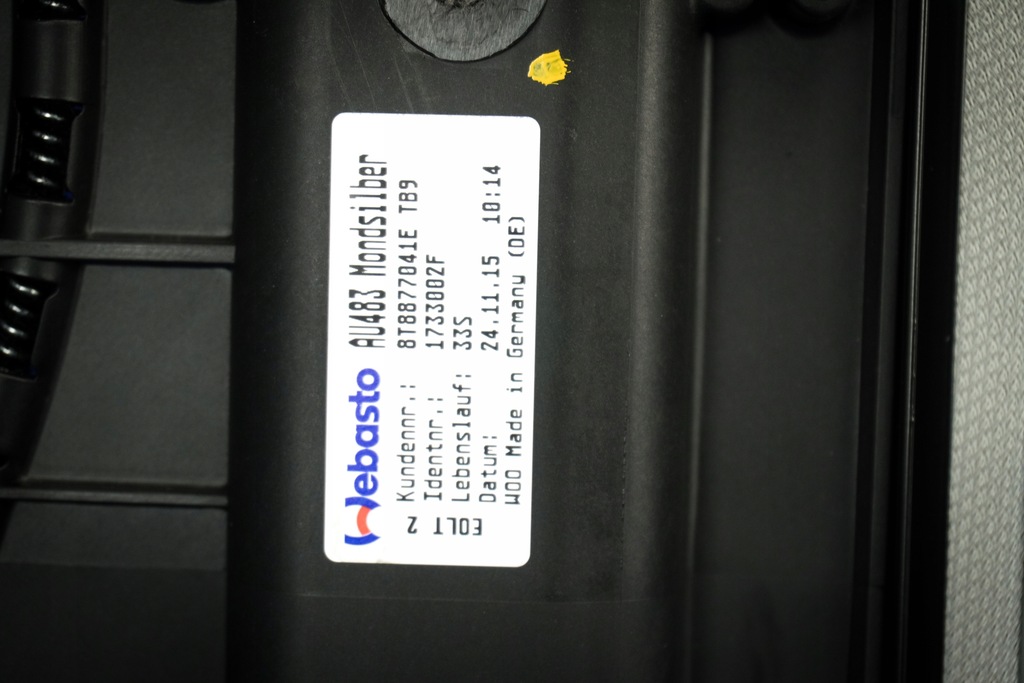 Webasto AU483 Mondsilber
Kundennr.: 8T8877041E TB9
Identnr.: 1733002F
Lebenslauf: 33S
Datum: 24.11.15 10:14
WOO Made in Germany (DE)
EOLT 2